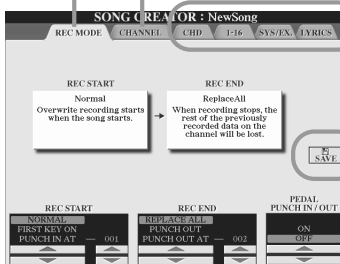 SONG CREATOR : NewSong
REC MODE CHANNEL CHD 1-16 SYS/EX. LYRICS
REC START REC END
Normal ReplaceAll
Overwrite recording starts when the song starts.
When recording stops, the rest of the previously recorded data on the channel will be lost.
SAVE
REC START REC END PEDAL PUNCH IN / OUT
NORMAL REPLACE ALL
FIRST KEY ON PUNCH OUT ON
PUNCH IN AT — 001 PUNCH OUT AT — 002 OFF